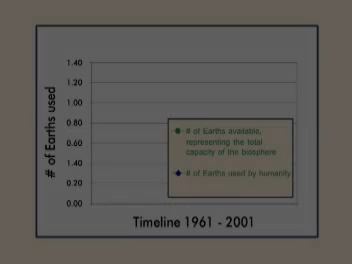 1.40
1.20
1.00
0.80
0.60
1.40
0.20
0.00
# of Earths used
# of Earths available,
representing the total
capacity of the biosphere
# of Earths used by humanity
Timeline 1961 - 2001